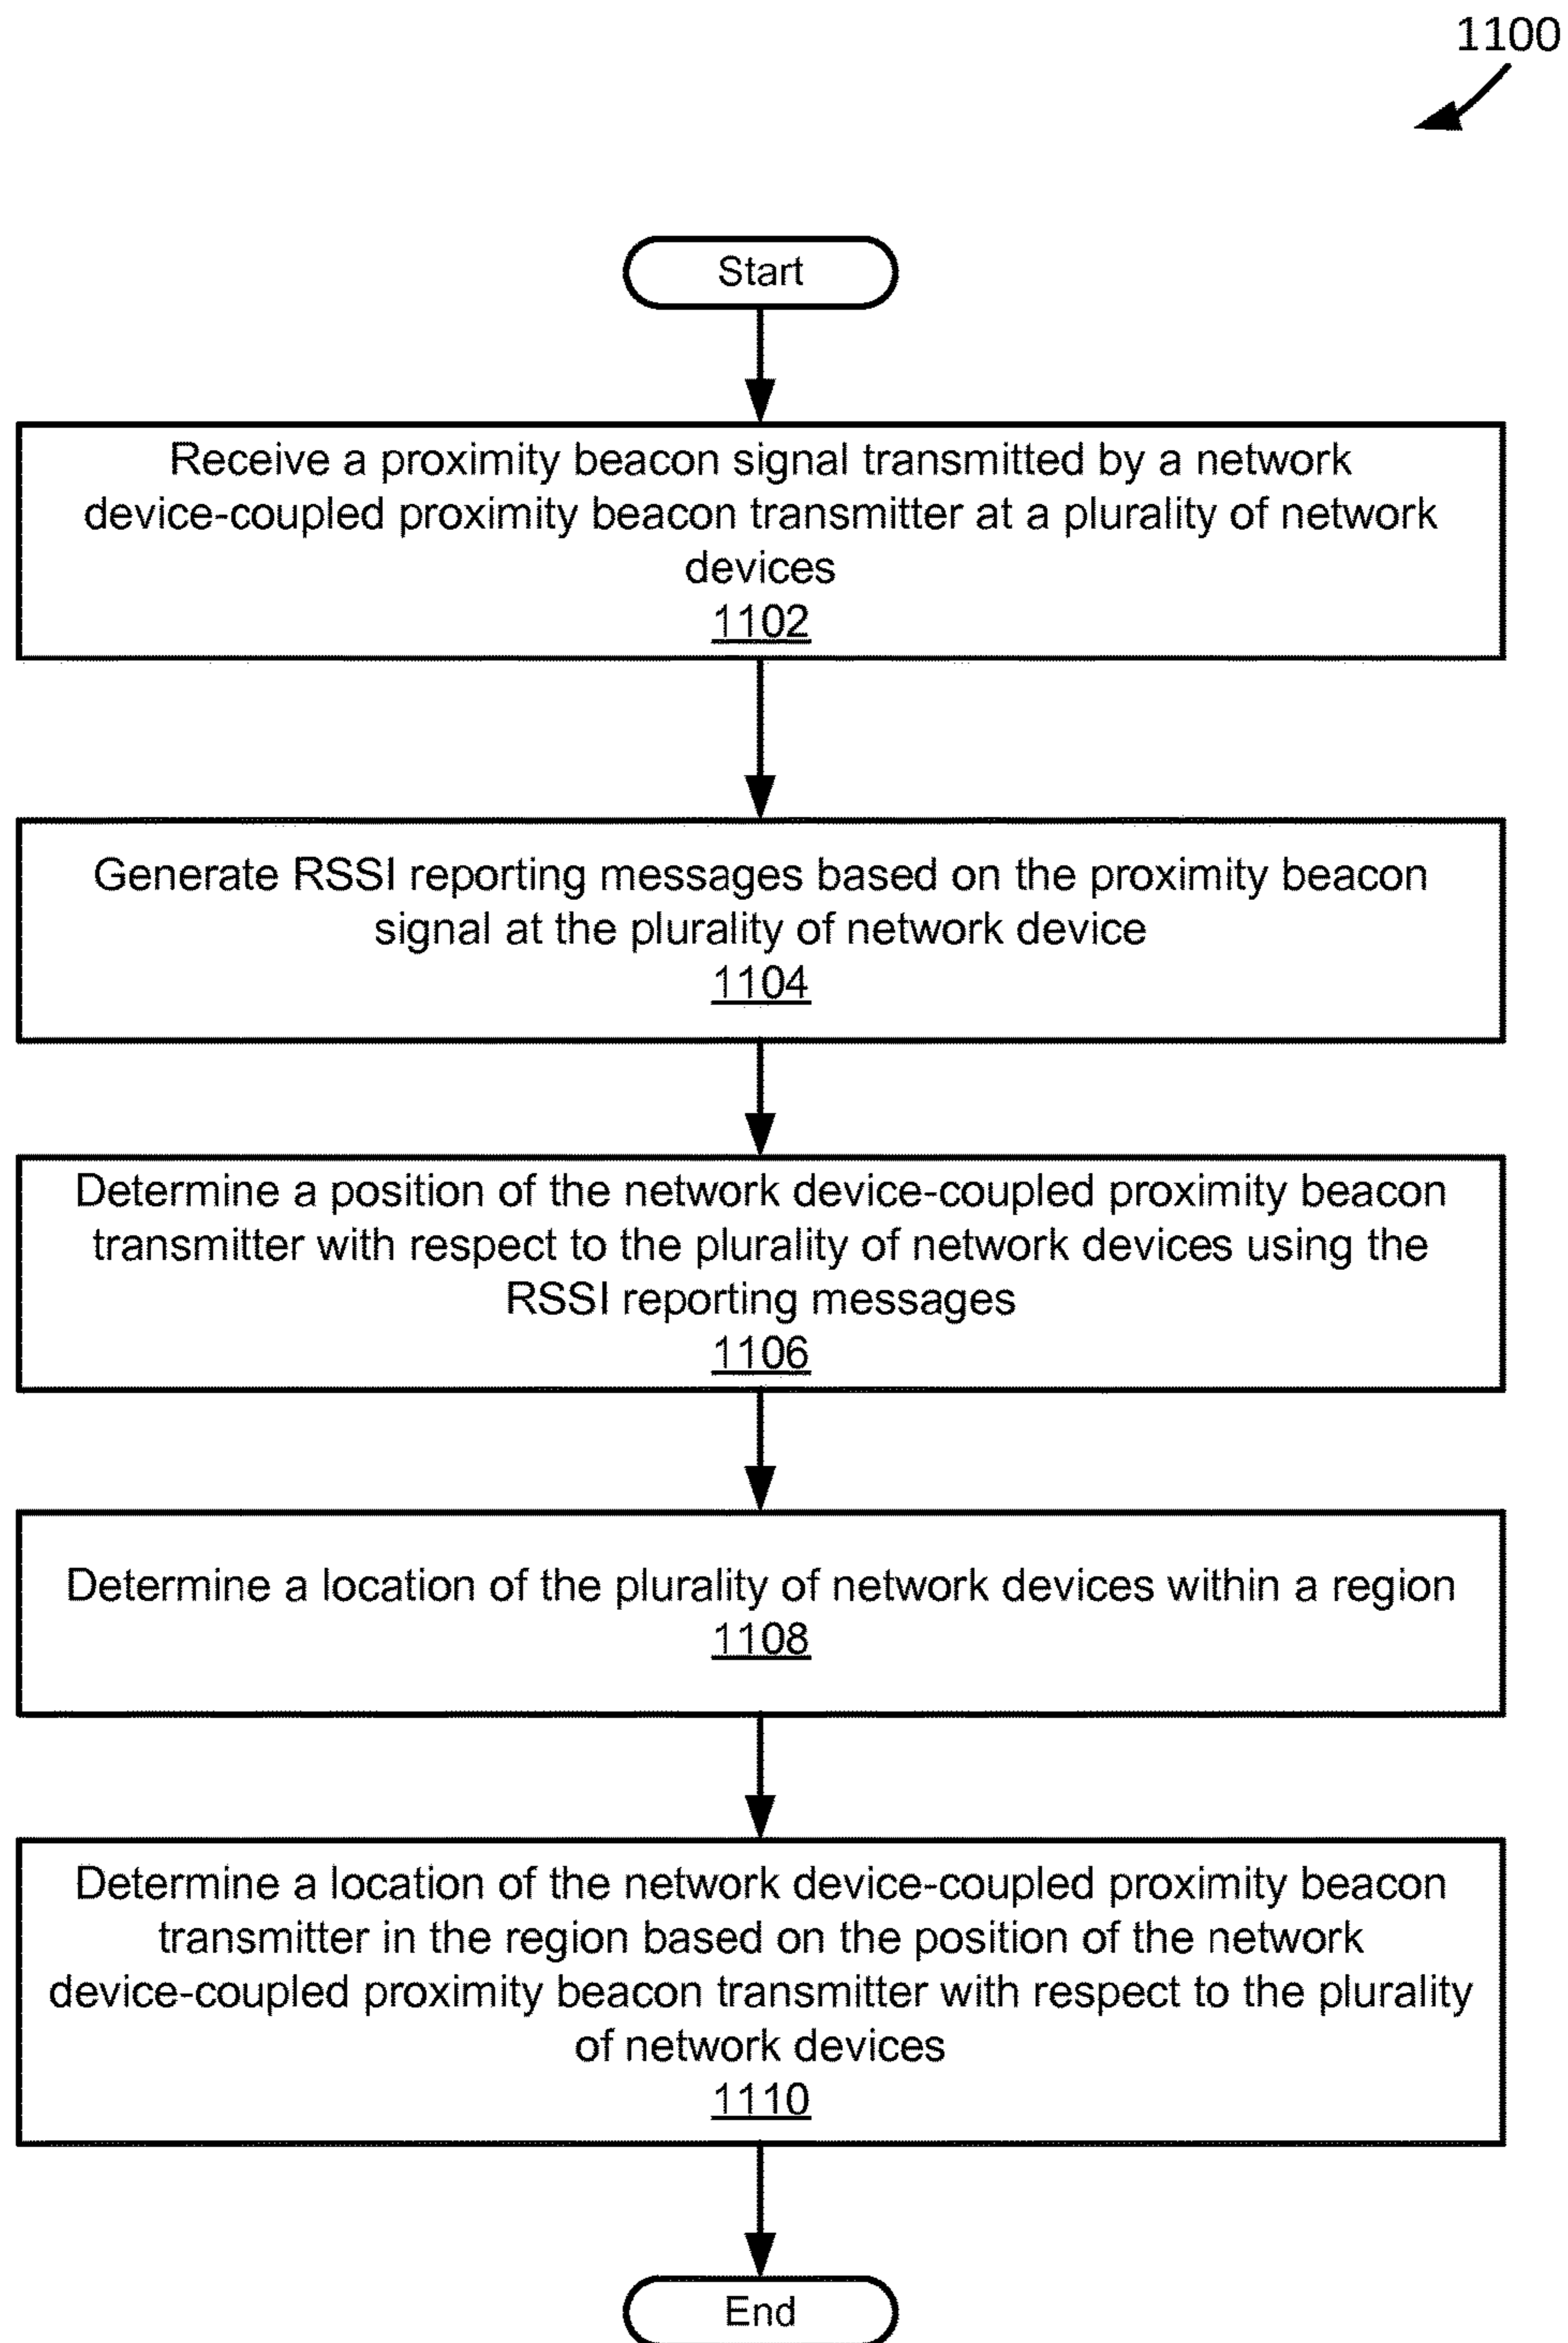 1100
Start
Receive a proximity beacon signal transmitted by a network
device-coupled proximity beacon transmitter at a plurality of network
devices
1102
Generate RSSI reporting messages based on the proximity beacon
signal at the plurality of network device
1104
Determine a position of the network device-coupled proximity beacon
transmitter with respect to the plurality of network devices using the
RSSI reporting messages
1106
Determine a location of the plurality of network devices within a region
1108
Determine a location of the network device-coupled proximity beacon
transmitter in the region based on the position of the network
device-coupled proximity beacon transmitter with respect to the plurality
of network devices
1110
End